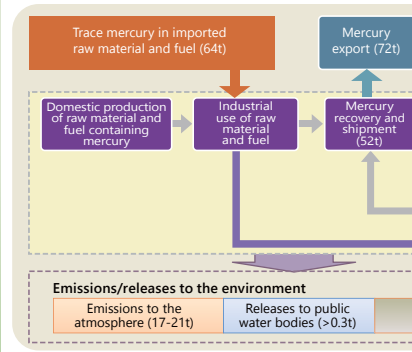 Trace mercury in imported
raw material and fuel (64t)
Mercury
export (72t)
Domestic production
of raw material and
fuel containing
mercury
Industrial
use of raw
material
and fuel
Mercury
recovery and
shipment
(52t)
Emissions/releases to the environment
Emissions to the
atmosphere (17-21t)
Releases to public
water bodies (>0.3t)